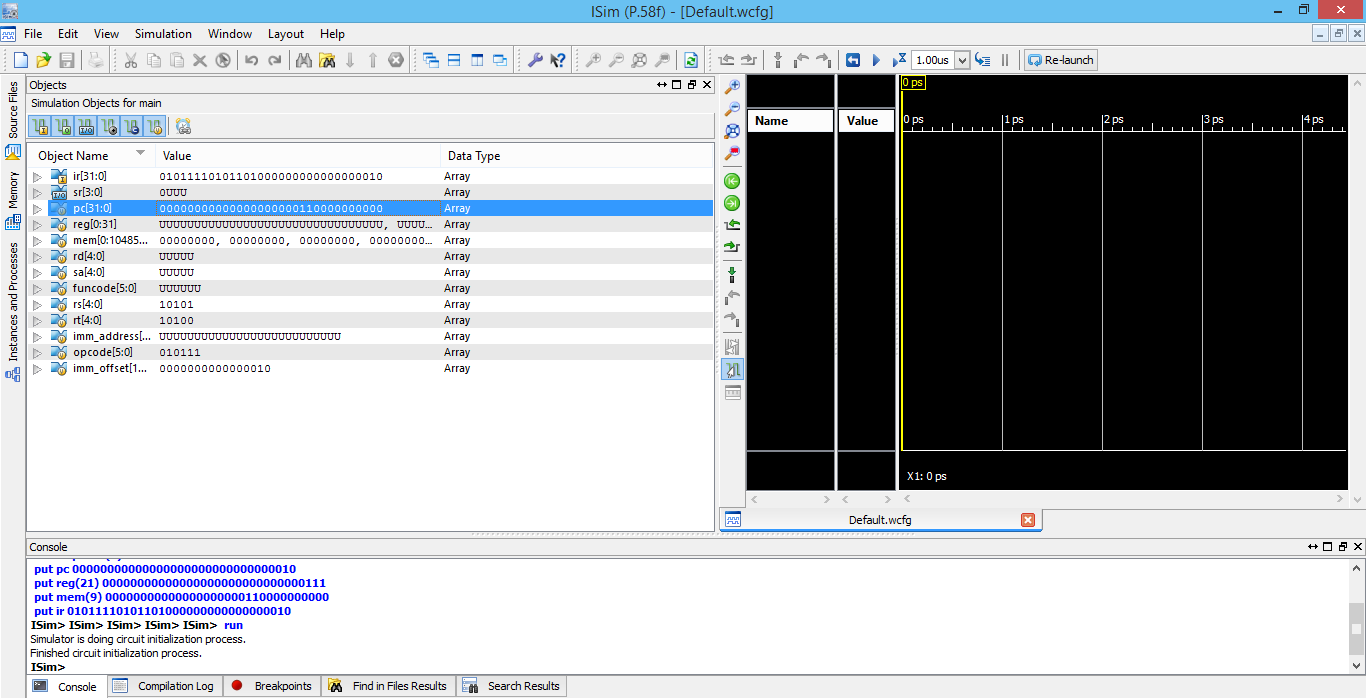 ISim (P.58f) - [Default.wcfg]
File Edit View Simulation Window Layout Help
1.00us Re-launch
Source Files
Memory
Instances and Processes
Objects
Simulation Objects for main
Object Name Value Data Type
ir[31:0] 01011110101101000000000000000010 Array
sr[3:0] 0UUU Array
pc[31:0] 00000000000000000000110000000000 Array
reg[0:31] UUUUUUUUUUUUUUUUUUUUUUUUUUUUUUUU, UUUU... Array
mem[0:10485... 00000000, 00000000, 00000000, 00000000... Array
rd[4:0] UUUUU Array
sa[4:0] UUUUU Array
funcode[5:0] UUUUUU Array
rs[4:0] 10101 Array
rt[4:0] 10100 Array
imm_address[... UUUUUUUUUUUUUUUUUUUUUUUUUU Array
opcode[5:0] 010111 Array
imm_offset[1... 0000000000000010 Array
Name Value
0 ps
0 ps 1 ps 2 ps 3 ps 4 ps
X1: 0 ps
Default.wcfg
Console
put pc 00000000000000000000000000000010
put reg(21) 00000000000000000000000000000111
put mem(9) 00000000000000000000110000000000
put ir 01011110101101000000000000000010
ISim> ISim> ISim> ISim> ISim> run
Simulator is doing circuit initialization process.
Finished circuit initialization process.
ISim>
Console Compilation Log Breakpoints Find in Files Results Search Results